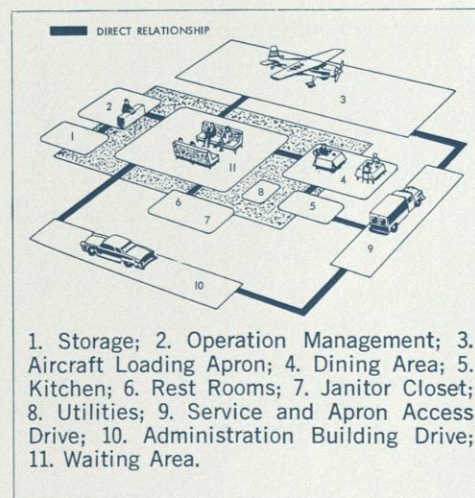 DIRECT RELATIONSHIP
3
2
1
11
4
8
6
5
7
9
10
1. Storage; 2. Operation Management; 3.
Aircraft Loading Apron; 4. Dining Area; 5.
Kitchen; 6. Rest Rooms; 7. Janitor Closet;
8. Utilities; 9. Service and Apron Access
Drive; 10. Administration Building Drive;
11. Waiting Area.